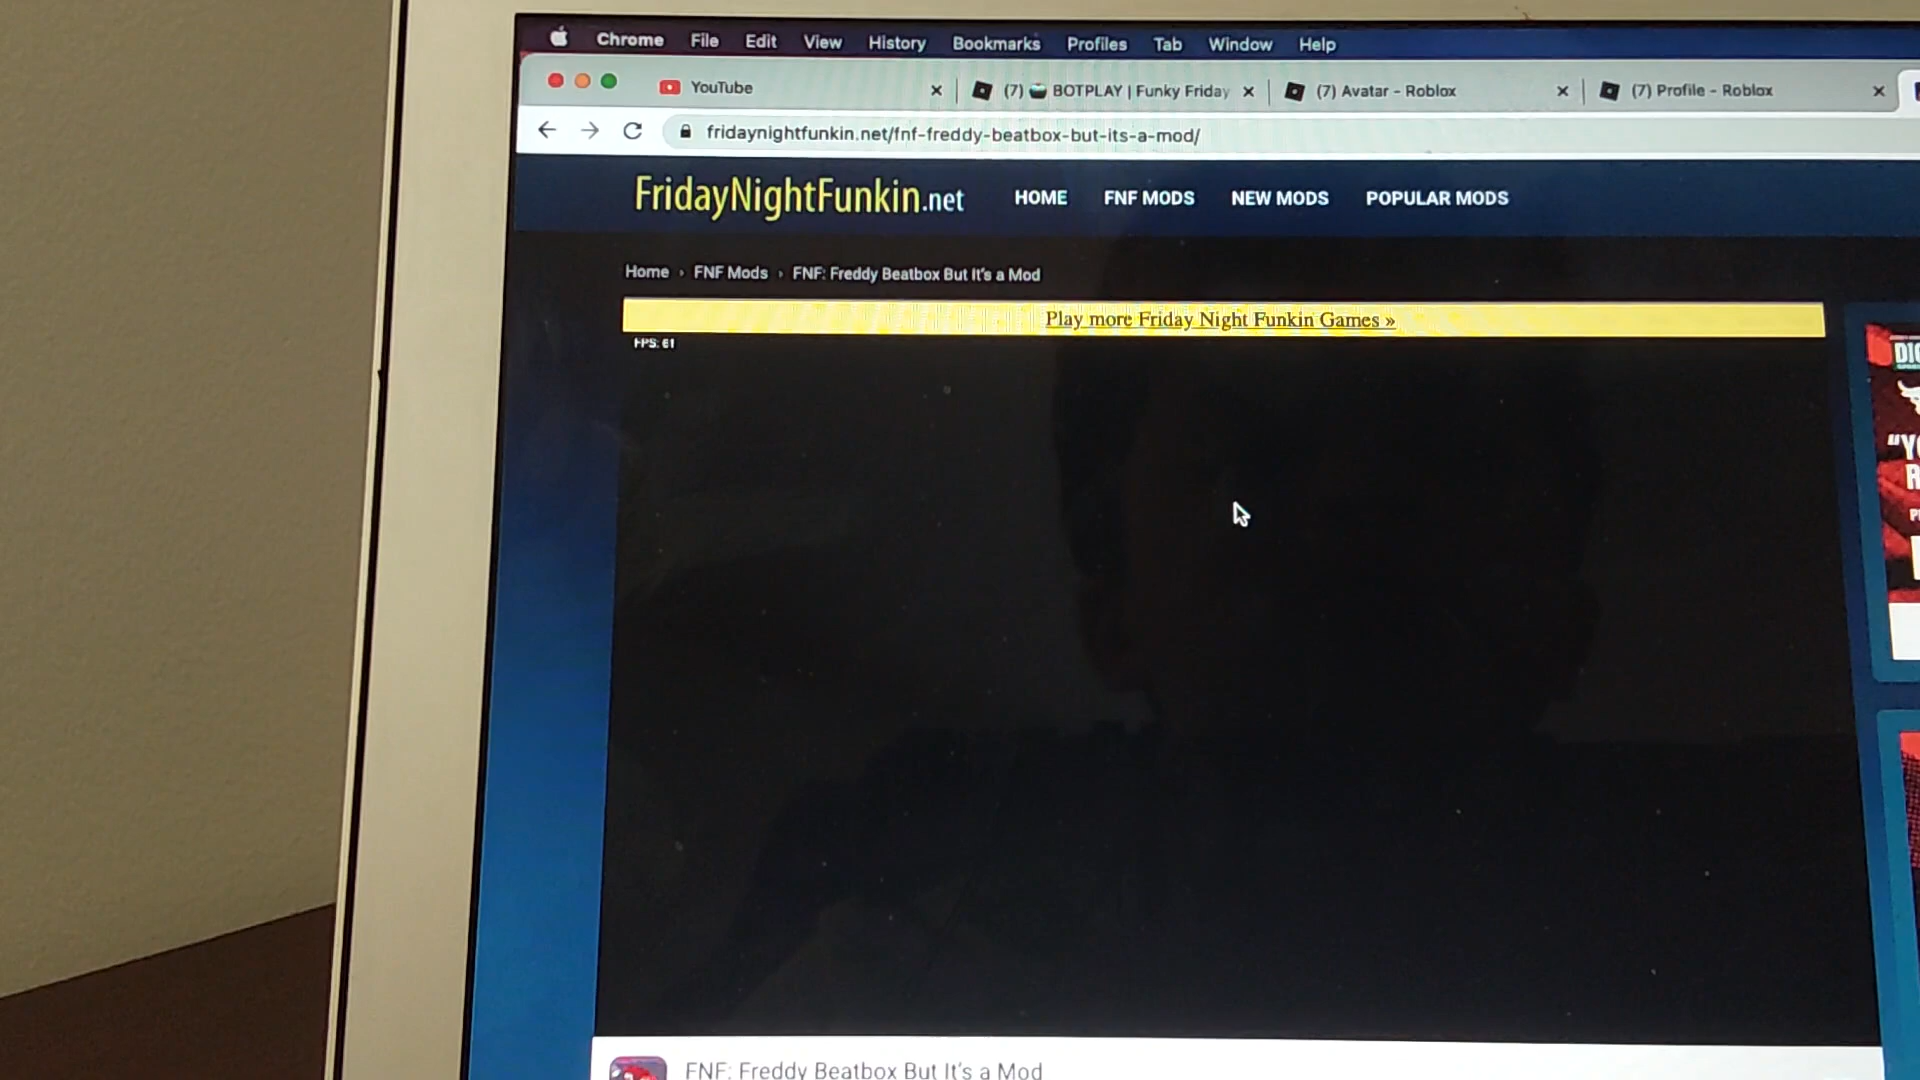 Chrome File Edit View History Bookmarks Profiles Tab Window Help
YouTube (7) BOTPLAY | Funky Friday (7) Avatar - Roblox (7) Profile - Roblox
fridaynightfunkin.net/fnf-freddy-beatbox-but-its-a-mod/
FridayNightFunkin.net HOME FNF MODS NEW MODS POPULAR MODS
Home › FNF Mods › FNF: Freddy Beatbox But It's a Mod
Play more Friday Night Funkin Games »
FPS: 61
FNF: Freddy Beatbox But It's a Mod